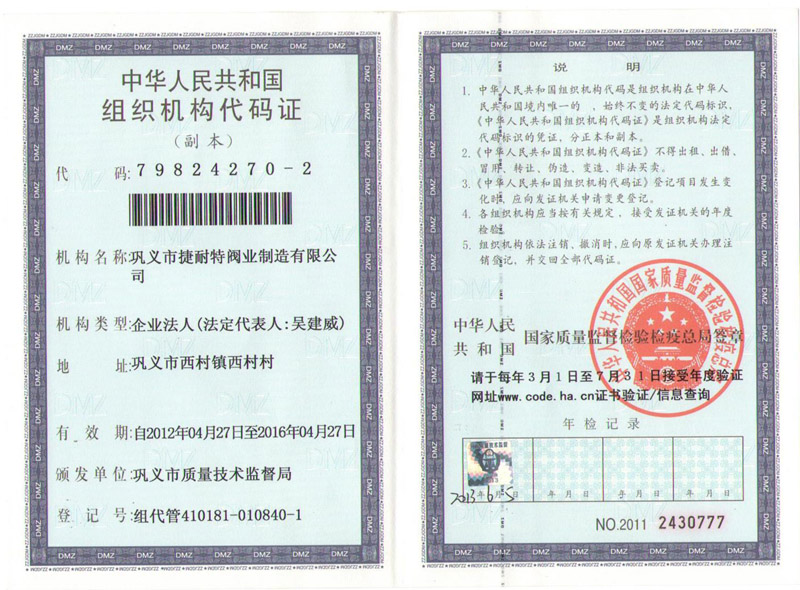 中华人民共和国
组织机构代码证
（副本）
代 码: 79824270-2
机构名称:巩义市捷耐特阀业制造有限公
司
机构类型:企业法人(法定代表人:吴建威)
地 址:巩义市西村镇西村村
有 效 期:自2012年04月27日至2016年04月27日
颁发单位:巩义市质量技术监督局
登 记 号:组代管410181-010840-1
说 明
1. 中华人民共和国组织机构代码是组织机构在中华人
民共和国境内唯一的、始终不变的法定代码标识，
《中华人民共和国组织机构代码证》是组织机构法定
代码标识的凭证，分正本和副本。
2.《中华人民共和国组织机构代码证》不得出租、出借、
冒用、转让、伪造、变造、非法买卖。
3.《中华人民共和国组织机构代码证》登记项目发生变
化时，应向发证机关申请变更登记。
4. 各组织机构应当按有关规定，接受发证机关的年度
检验。
5. 组织机构依法注销、撤消时，应向原发证机关办理注
销登记，并交回全部代码证。
中华人民
共和国 国家质量监督检验检疫总局签章
请于每年3月1日至7月31日接受年度验证
网址www.code.ha.cn证书验证/信息查询
年检记录
2013年6月5日 年 月 日 年 月 日 年 月 日
NO.2011 2430777